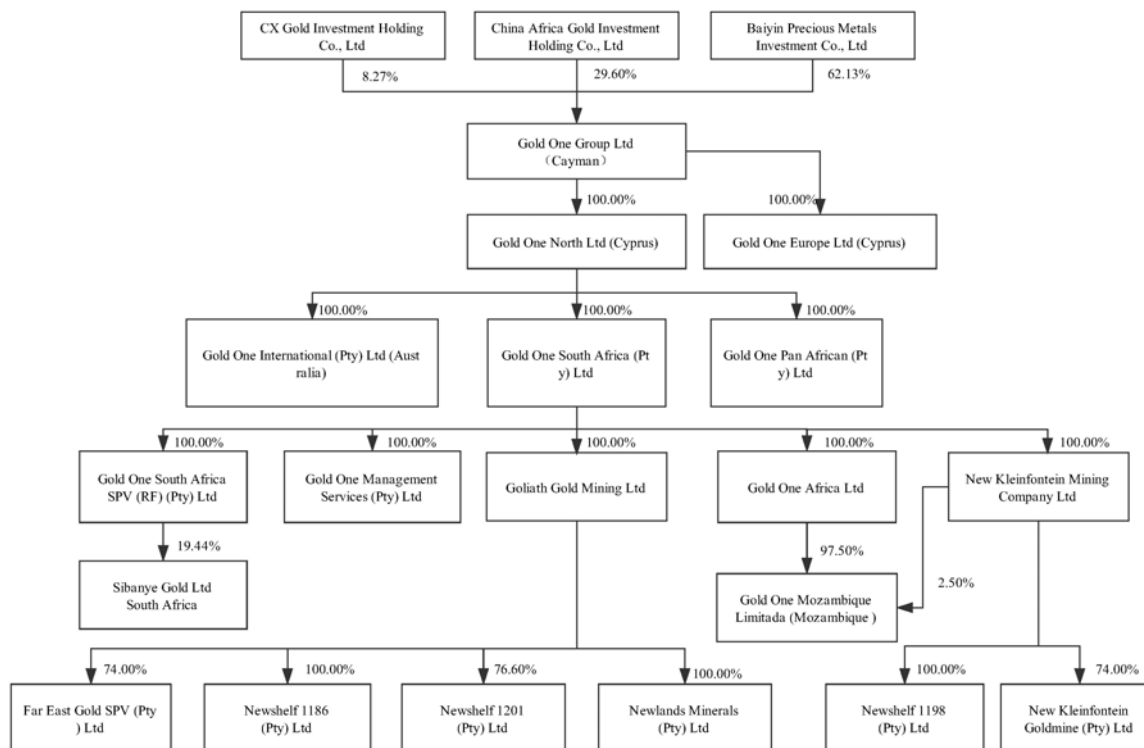 CX Gold Investment Holding
Co., Ltd
China Africa Gold Investment
Holding Co., Ltd
Baiyin Precious Metals
Investment Co., Ltd
8.27%
29.60%
62.13%
Gold One Group Ltd
（Cayman）
100.00%
100.00%
Gold One North Ltd (Cyprus)
Gold One Europe Ltd (Cyprus)
100.00%
100.00%
100.00%
Gold One International (Pty) Ltd (Aust
ralia)
Gold One South Africa (Pt
y) Ltd
Gold One Pan African (Pt
y) Ltd
100.00%
100.00%
100.00%
100.00%
100.00%
Gold One South Africa
SPV (RF) (Pty) Ltd
Gold One Management
Services (Pty) Ltd
Goliath Gold Mining Ltd
Gold One Africa Ltd
New Kleinfontein Mining
Company Ltd
19.44%
97.50%
2.50%
Sibanye Gold Ltd
South Africa
Gold One Mozambique
Limitada (Mozambique )
74.00%
100.00%
76.60%
100.00%
100.00%
74.00%
Far East Gold SPV (Pty
) Ltd
Newshelf 1186
(Pty) Ltd
Newshelf 1201
(Pty) Ltd
Newlands Minerals
(Pty) Ltd
Newshelf 1198
(Pty) Ltd
New Kleinfontein
Goldmine (Pty) Ltd